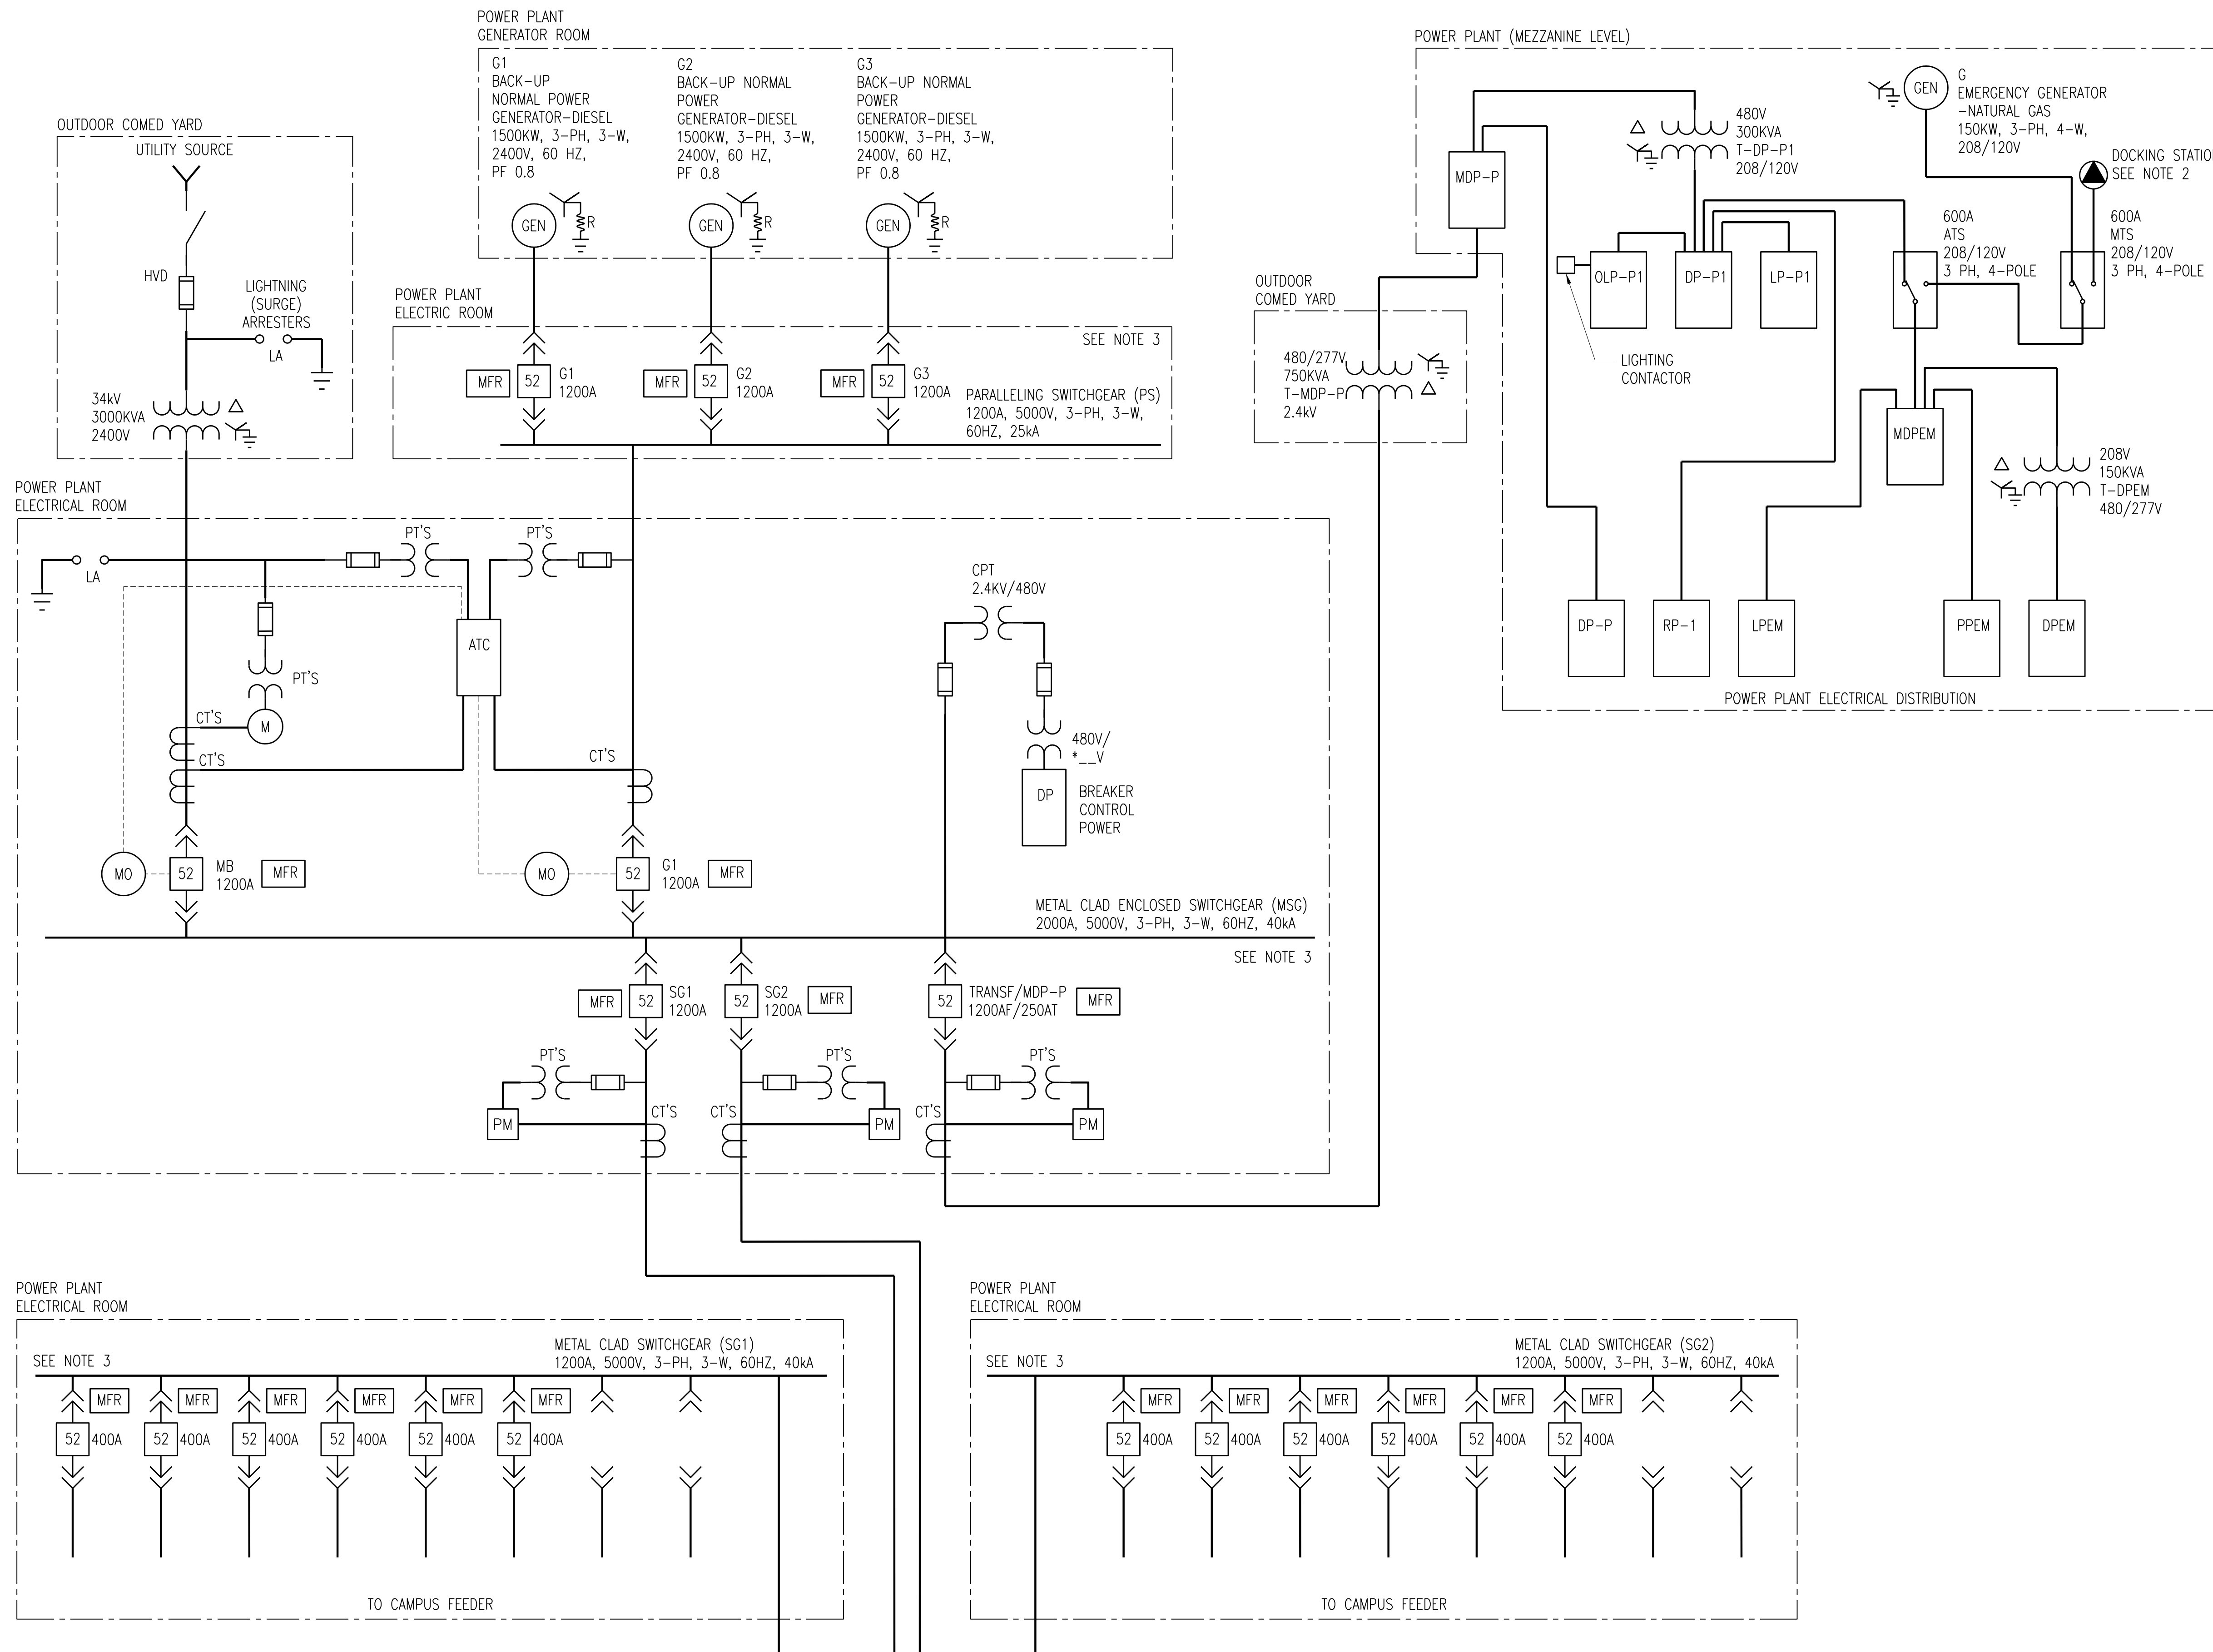 POWER PLANT
GENERATOR ROOM
G1
BACK-UP
NORMAL POWER
GENERATOR-DIESEL
1500KW, 3-PH, 3-W,
2400V, 60 HZ,
PF 0.8
G2
BACK-UP NORMAL
POWER
GENERATOR-DIESEL
1500KW, 3-PH, 3-W,
2400V, 60 HZ,
PF 0.8
G3
BACK-UP NORMAL
POWER
GENERATOR-DIESEL
1500KW, 3-PH, 3-W,
2400V, 60 HZ,
PF 0.8
GEN
R
GEN
R
GEN
R
OUTDOOR COMED YARD
UTILITY SOURCE
HVD
LIGHTNING
(SURGE)
ARRESTERS
LA
34kV
3000KVA
2400V
POWER PLANT
ELECTRIC ROOM
SEE NOTE 3
MFR
52
G1
1200A
MFR
52
G2
1200A
MFR
52
G3
1200A
PARALLELING SWITCHGEAR (PS)
1200A, 5000V, 3-PH, 3-W,
60HZ, 25kA
POWER PLANT (MEZZANINE LEVEL)
MDP-P
480V
300KVA
T-DP-P1
208/120V
GEN
G
EMERGENCY GENERATOR
-NATURAL GAS
150KW, 3-PH, 4-W,
208/120V
DOCKING STATIO
SEE NOTE 2
600A
ATS
208/120V
3 PH, 4-POLE
600A
MTS
208/120V
3 PH, 4-POLE
OLP-P1
DP-P1
LP-P1
LIGHTING
CONTACTOR
MDPEM
208V
150KVA
T-DPEM
480/277V
DP-P
RP-1
LPEM
PPEM
DPEM
POWER PLANT ELECTRICAL DISTRIBUTION
OUTDOOR
COMED YARD
480/277V
750KVA
T-MDP-P
2.4kV
POWER PLANT
ELECTRICAL ROOM
LA
PT'S
PT'S
ATC
PT'S
M
CT'S
CT'S
CT'S
CPT
2.4KV/480V
480V/
*__V
DP
BREAKER
CONTROL
POWER
MO
52
MB
1200A
MFR
MO
52
G1
1200A
MFR
METAL CLAD ENCLOSED SWITCHGEAR (MSG)
2000A, 5000V, 3-PH, 3-W, 60HZ, 40kA
SEE NOTE 3
MFR
52
SG1
1200A
52
SG2
1200A
MFR
52
TRANSF/MDP-P
1200AF/250AT
MFR
PT'S
PT'S
PT'S
CT'S
CT'S
CT'S
PM
PM
PM
POWER PLANT
ELECTRICAL ROOM
METAL CLAD SWITCHGEAR (SG1)
1200A, 5000V, 3-PH, 3-W, 60HZ, 40kA
SEE NOTE 3
MFR
MFR
MFR
MFR
MFR
MFR
52 400A
52 400A
52 400A
52 400A
52 400A
52 400A
TO CAMPUS FEEDER
POWER PLANT
ELECTRICAL ROOM
METAL CLAD SWITCHGEAR (SG2)
1200A, 5000V, 3-PH, 3-W, 60HZ, 40kA
SEE NOTE 3
MFR
MFR
MFR
MFR
MFR
MFR
52 400A
52 400A
52 400A
52 400A
52 400A
52 400A
TO CAMPUS FEEDER